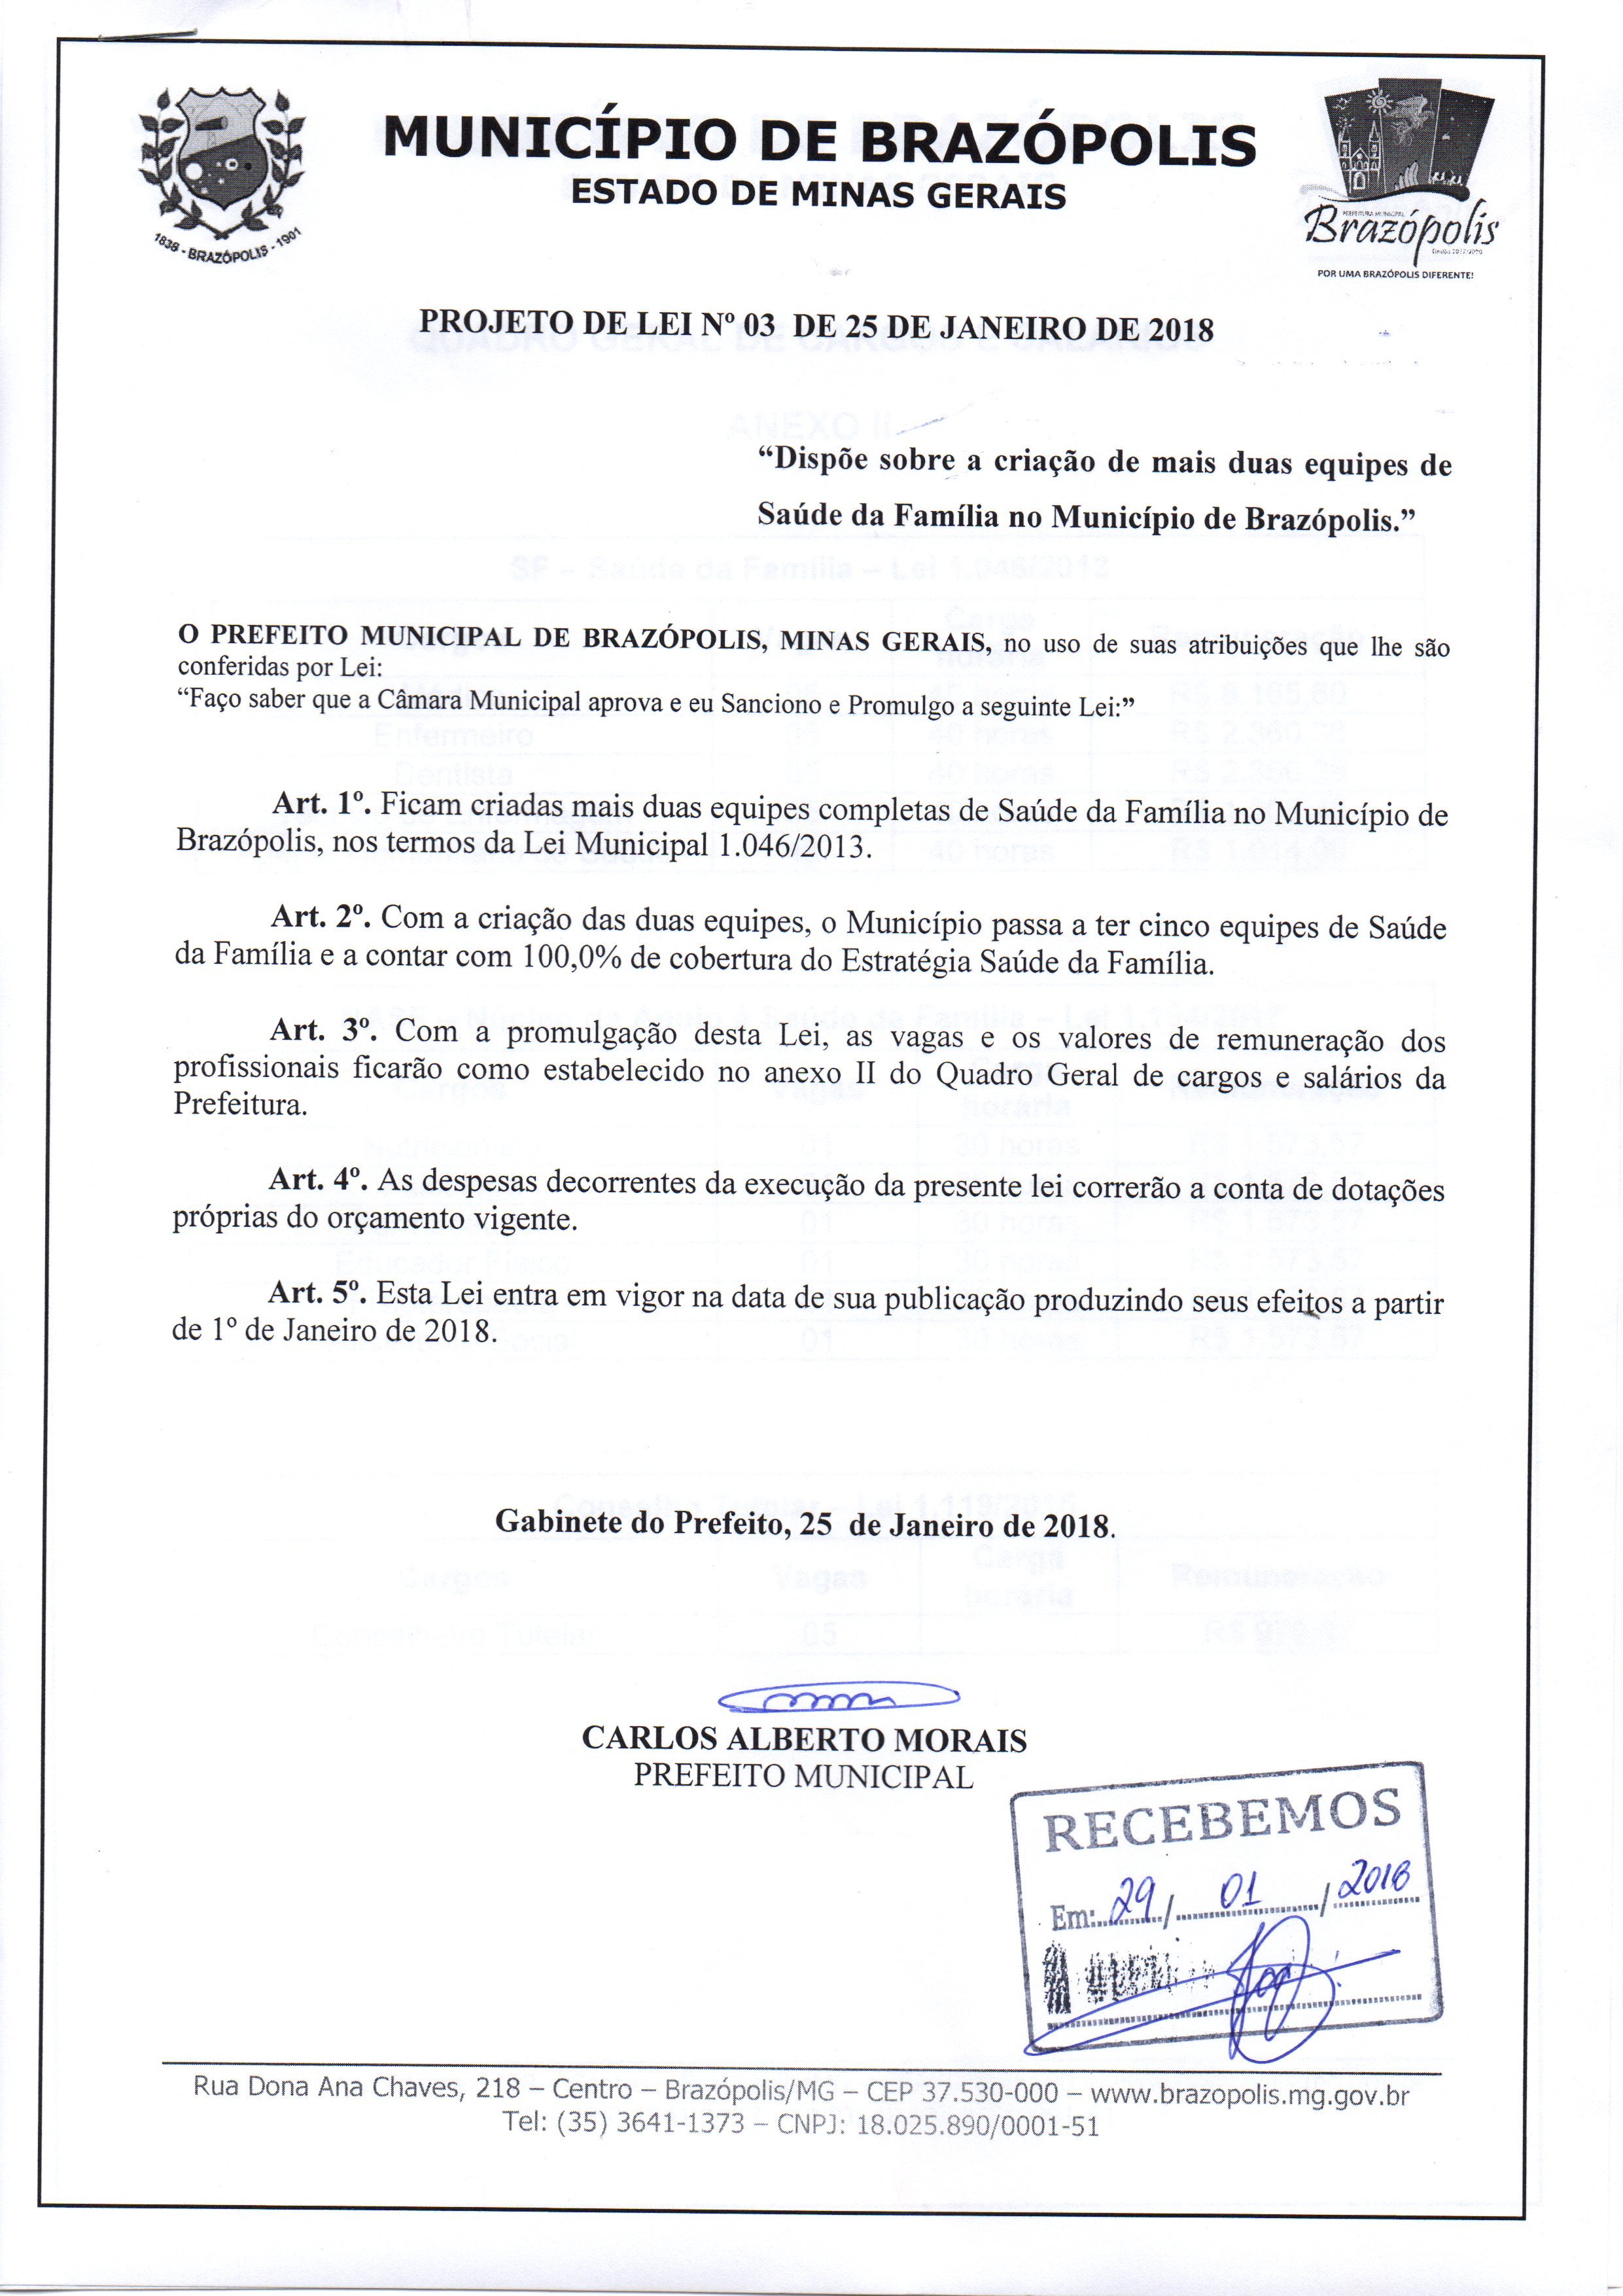 MUNICÍPIO DE BRAZÓPOLIS
ESTADO DE MINAS GERAIS
1838 - BRAZÓPOLIS - 1901
PREFEITURA MUNICIPAL
Brazópolis
Gestão 2017/2020
POR UMA BRAZÓPOLIS DIFERENTE!
PROJETO DE LEI Nº 03 DE 25 DE JANEIRO DE 2018
“Dispõe sobre a criação de mais duas equipes de
Saúde da Família no Município de Brazópolis.”
O PREFEITO MUNICIPAL DE BRAZÓPOLIS, MINAS GERAIS, no uso de suas atribuições que lhe são
conferidas por Lei:
“Faço saber que a Câmara Municipal aprova e eu Sanciono e Promulgo a seguinte Lei:”
Art. 1º. Ficam criadas mais duas equipes completas de Saúde da Família no Município de
Brazópolis, nos termos da Lei Municipal 1.046/2013.
Art. 2º. Com a criação das duas equipes, o Município passa a ter cinco equipes de Saúde
da Família e a contar com 100,0% de cobertura do Estratégia Saúde da Família.
Art. 3º. Com a promulgação desta Lei, as vagas e os valores de remuneração dos
profissionais ficarão como estabelecido no anexo II do Quadro Geral de cargos e salários da
Prefeitura.
Art. 4º. As despesas decorrentes da execução da presente lei correrão a conta de dotações
próprias do orçamento vigente.
Art. 5º. Esta Lei entra em vigor na data de sua publicação produzindo seus efeitos a partir
de 1º de Janeiro de 2018.
Gabinete do Prefeito, 25 de Janeiro de 2018.
CARLOS ALBERTO MORAIS
PREFEITO MUNICIPAL
RECEBEMOS
Em: 29 / 01 / 2018
Rua Dona Ana Chaves, 218 – Centro – Brazópolis/MG – CEP 37.530-000 – www.brazopolis.mg.gov.br
Tel: (35) 3641-1373 – CNPJ: 18.025.890/0001-51